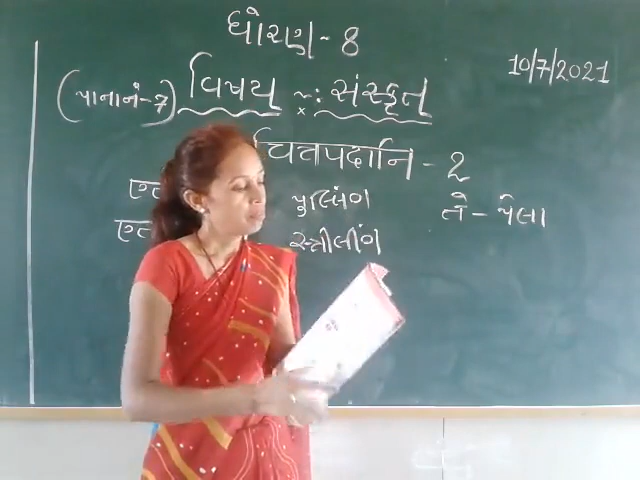 ધોરણ - 8
10/7/2021
(પાના નં - 7) વિષય ~: સંસ્કૃત
ચિત્રપદાનિ - 2
પુલ્લિંગ
તે - પેલા
સ્ત્રીલીંગ